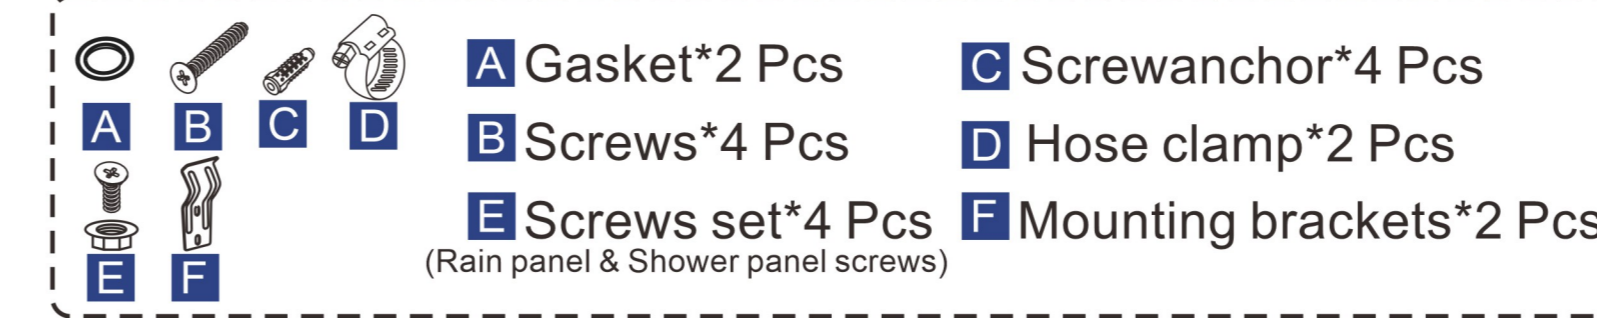 A B C D
E F
A Gasket*2 Pcs
C Screwanchor*4 Pcs
B Screws*4 Pcs
D Hose clamp*2 Pcs
E Screws set*4 Pcs
F Mounting brackets*2 Pcs
(Rain panel & Shower panel screws)